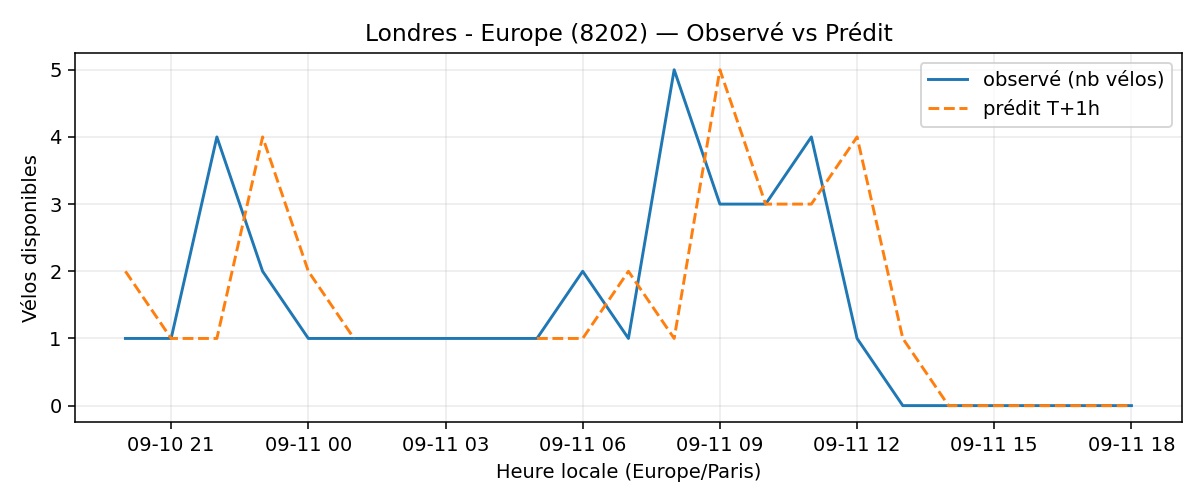 Londres - Europe (8202) — Observé vs Prédit
observé (nb vélos)
prédit T+1h
Vélos disponibles
5
4
3
2
1
0
09-10 21
09-11 00
09-11 03
09-11 06
09-11 09
09-11 12
09-11 15
09-11 18
Heure locale (Europe/Paris)